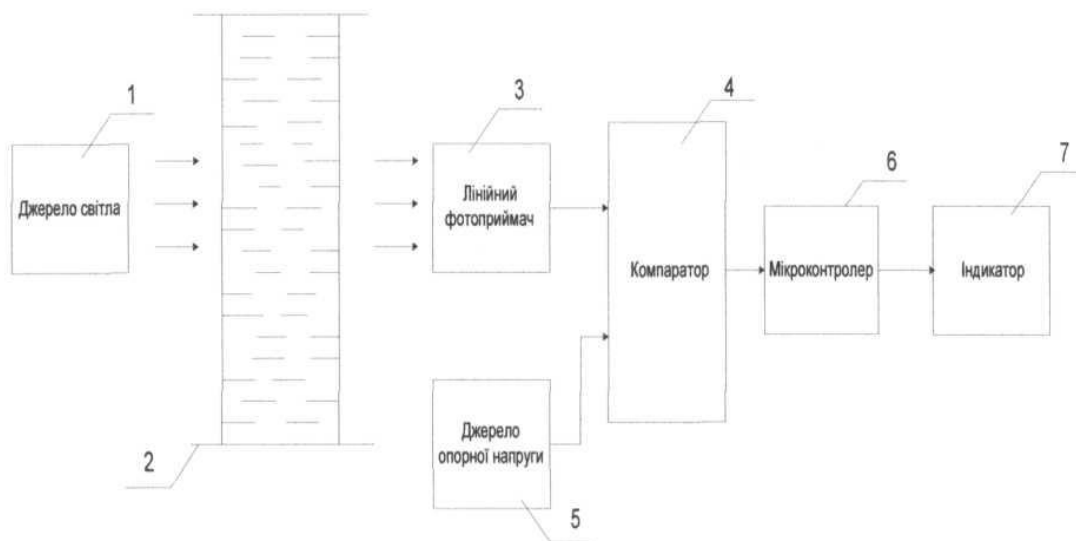 1
Джерело світла
2
3
Лінійний
фотоприймач
4
Компаратор
Джерело
опорної напруги
5
6
Мікроконтролер
7
Індикатор